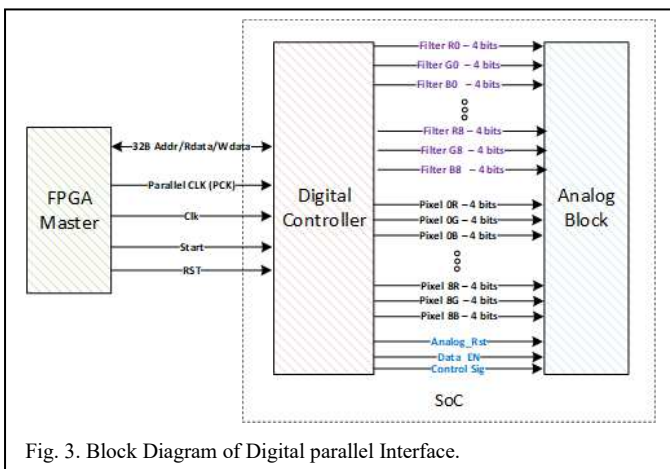 Filter R0 – 4 bits
Filter G0 – 4 bits
Filter B0 – 4 bits
Filter R8 – 4 bits
Filter G8 – 4 bits
Filter B8 – 4 bits
32B Addr/Rdata/Wdata
Parallel CLK (PCK)
Clk
Start
RST
FPGA
Master
Digital
Controller
Analog
Block
Pixel 0R – 4 bits
Pixel 0G – 4 bits
Pixel 0B – 4 bits
Pixel 8R – 4 bits
Pixel 8G – 4 bits
Pixel 8B – 4 bits
Analog_Rst
Data EN
Control Sig
SoC
Fig. 3. Block Diagram of Digital parallel Interface.